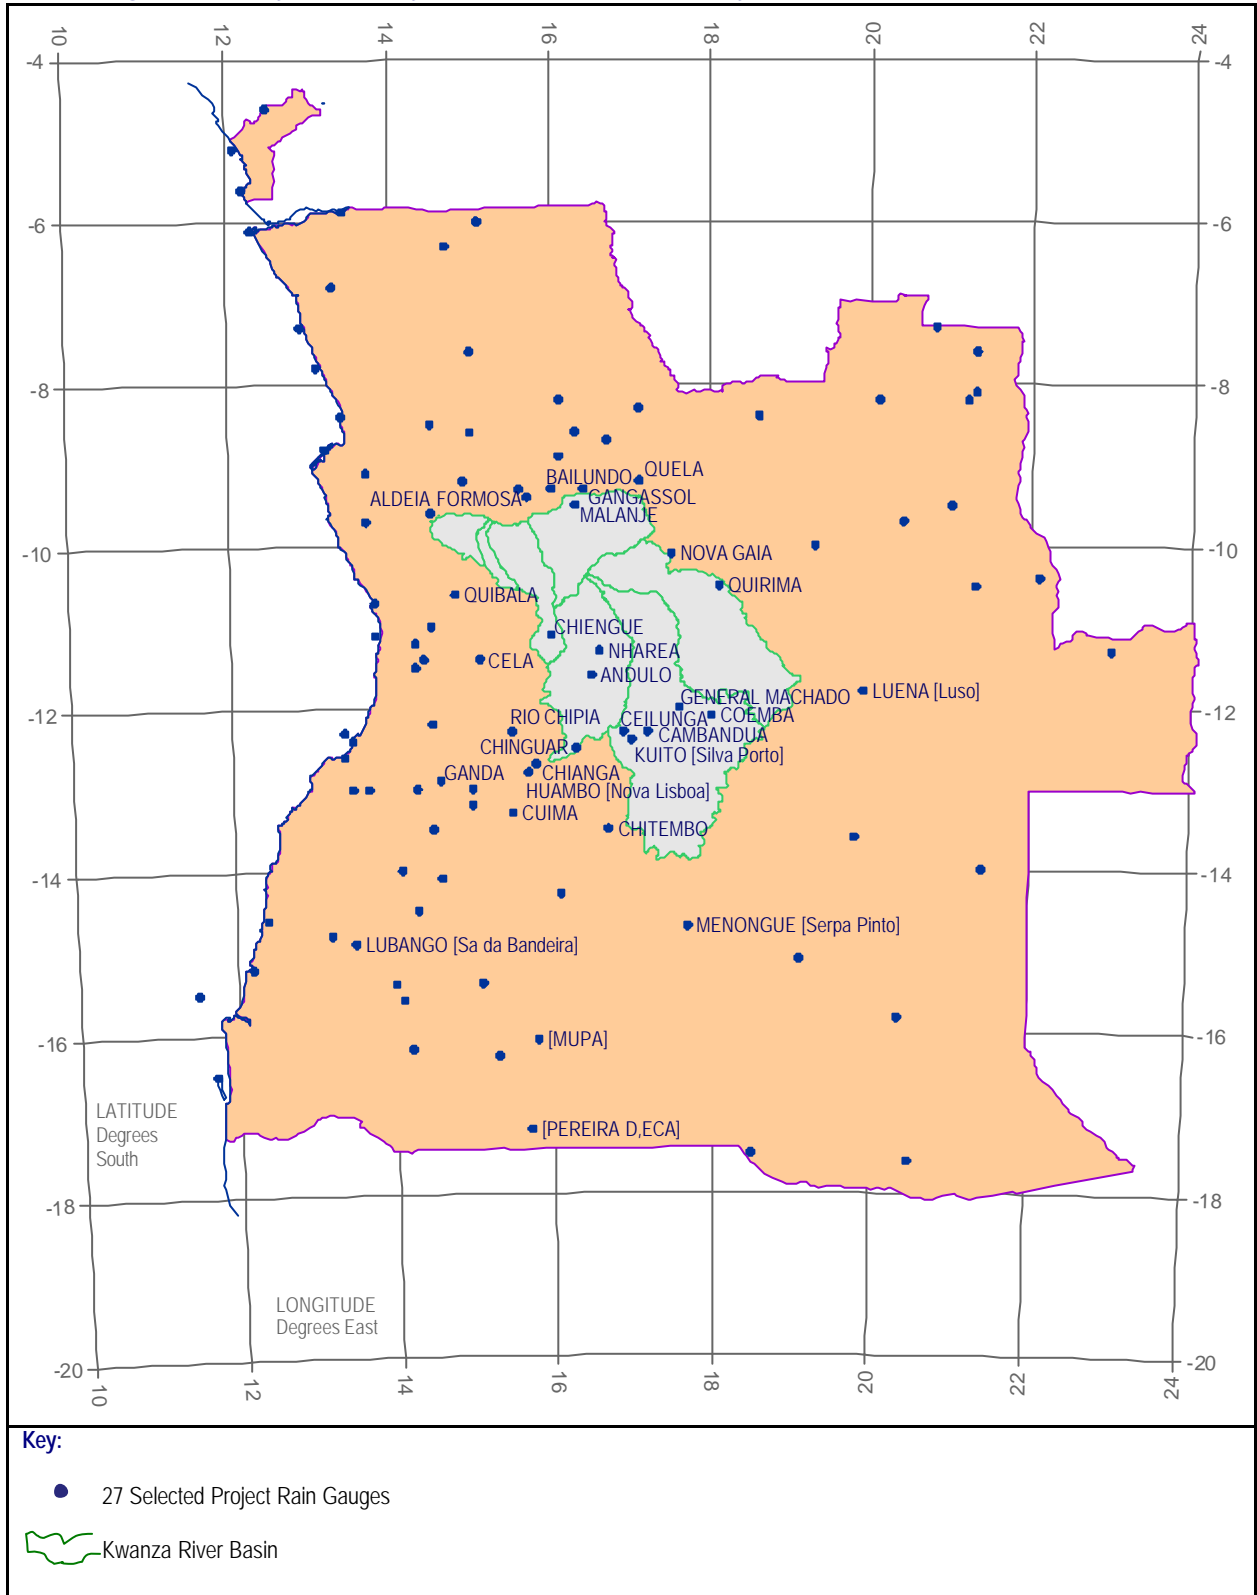 10
12
14
16
18
20
22
24
-4
-4
-6
-6
-8
-8
QUELA
BAILUNDO
GANGASSOL
ALDEIA FORMOSA
MALANJE
-10
NOVA GAIA
-10
QUIRIMA
QUIBALA
CHIENGUE
NHAREA
CELA
ANDULO
LUENA [Luso]
GENERAL MACHADO
-12
RIO CHIPIA
CEILUNGA
COEMBA
-12
CAMBANDUA
CHINGUAR
KUITO [Silva Porto]
GANDA
CHIANGA
HUAMBO [Nova Lisboa]
CUIMA
CHITEMBO
-14
-14
MENONGUE [Serpa Pinto]
LUBANGO [Sa da Bandeira]
-16
[MUPA]
-16
LATITUDE
Degrees
South
[PEREIRA D,ECA]
-18
-18
LONGITUDE
Degrees East
-20
-20
10
12
14
16
18
20
22
24
Key:
27 Selected Project Rain Gauges
Kwanza River Basin